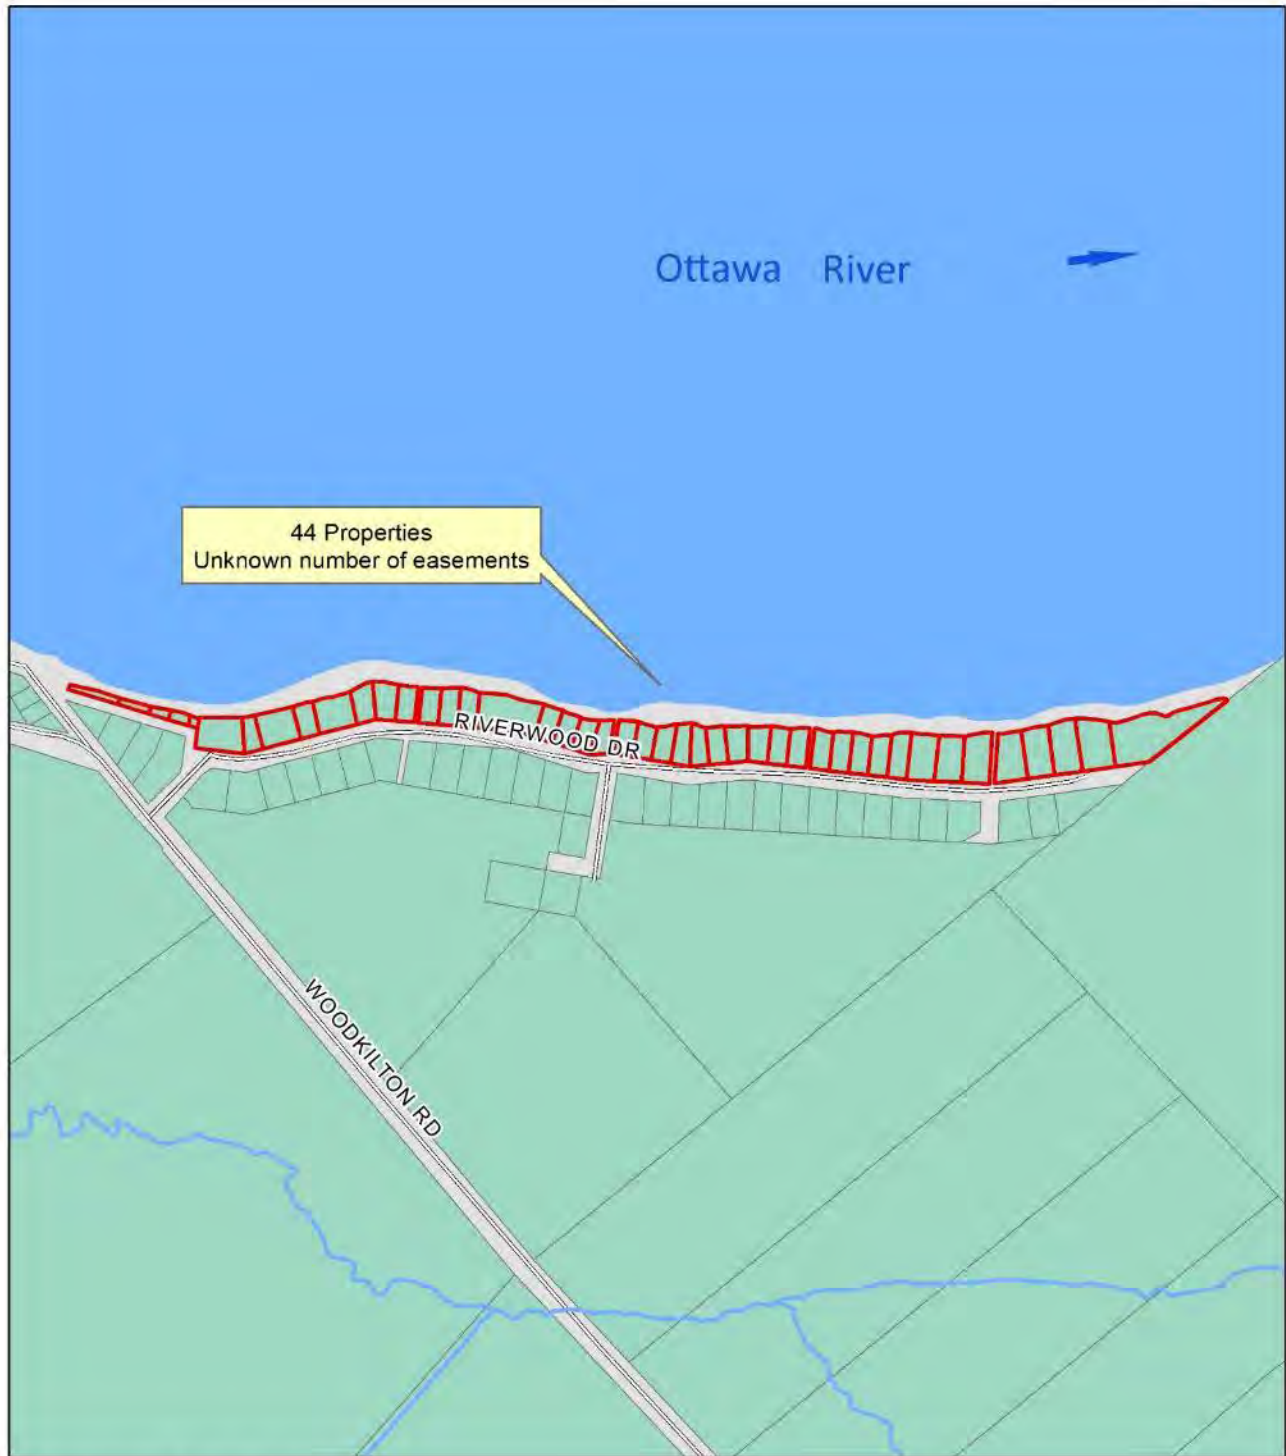 Ottawa River
44 Properties
Unknown number of easements
RIVERWOOD DR
WOODKILTON RD